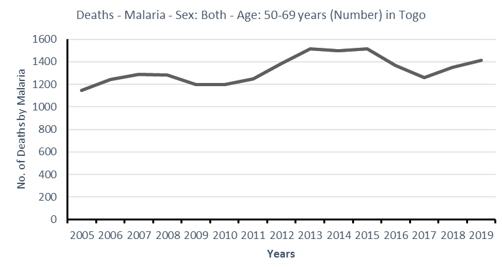 Deaths - Malaria - Sex: Both - Age: 50-69 years (Number) in Togo
No. of Deaths by Malaria
1600
1400
1200
1000
800
600
400
200
0
2005 2006 2007 2008 2009 2010 2011 2012 2013 2014 2015 2016 2017 2018 2019
Years